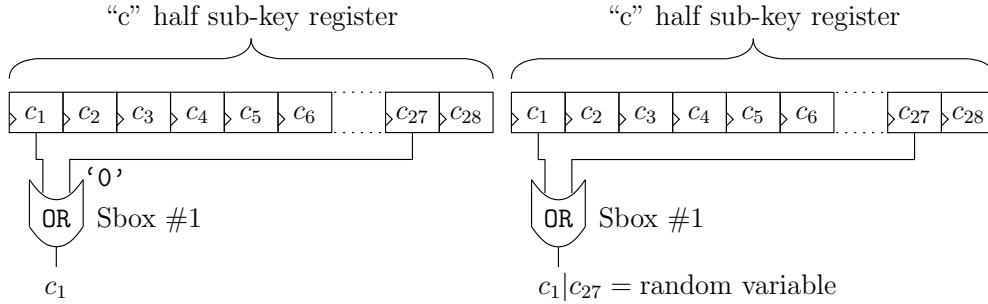 “c” half sub-key register
c₁ c₂ c₃ c₄ c₅ c₆ c₂₇ c₂₈
‘0’
OR Sbox #1
c₁
“c” half sub-key register
c₁ c₂ c₃ c₄ c₅ c₆ c₂₇ c₂₈
OR Sbox #1
c₁|c₂₇ = random variable